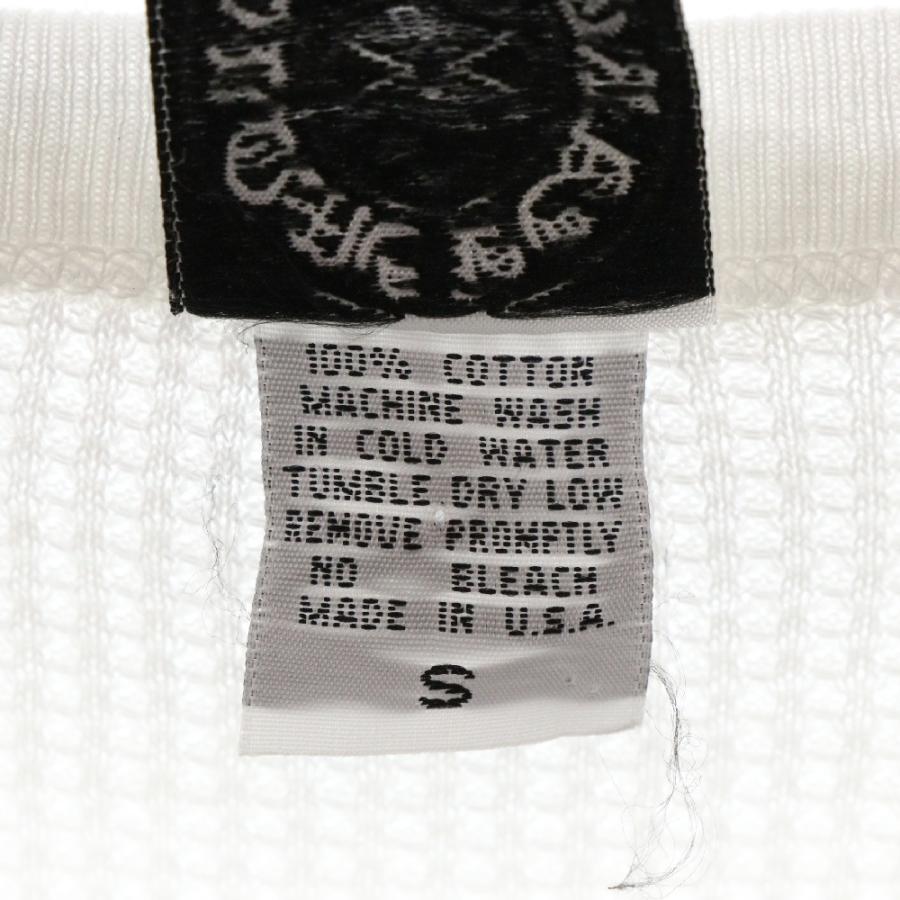 100% COTTON
MACHINE WASH
IN COLD WATER
TUMBLE DRY LOW
REMOVE PROMPTLY
NO BLEACH
MADE IN U.S.A.
S